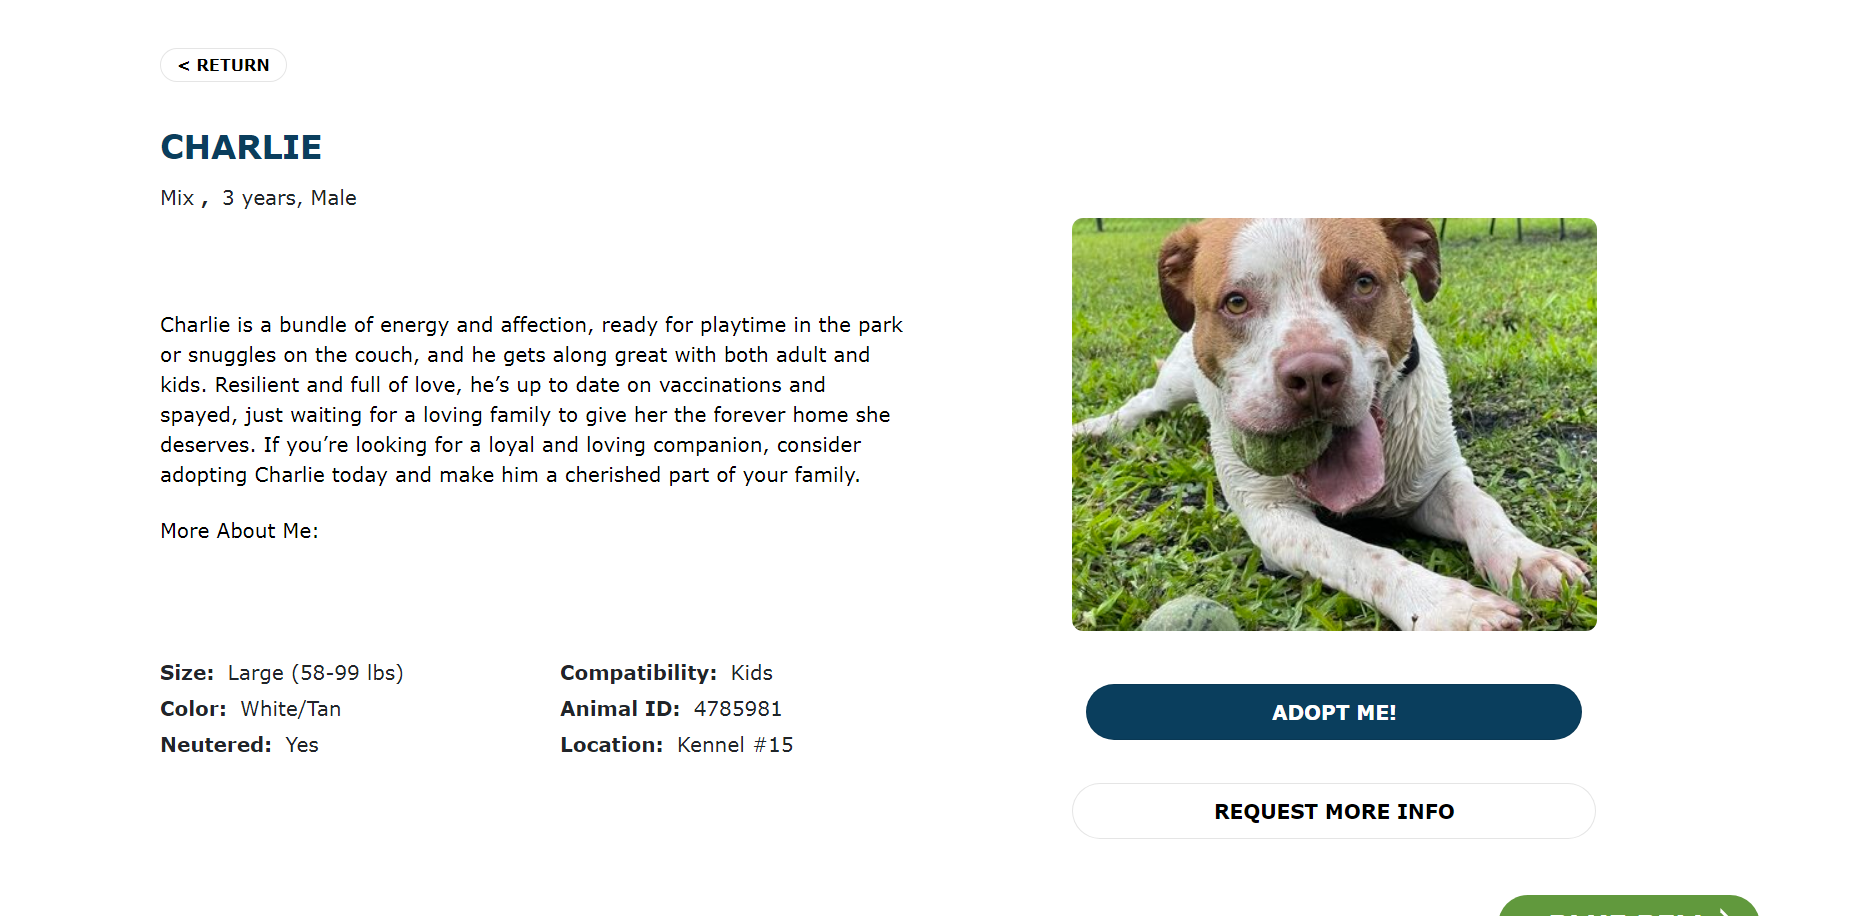 < RETURN
CHARLIE
Mix , 3 years, Male
Charlie is a bundle of energy and affection, ready for playtime in the park
or snuggles on the couch, and he gets along great with both adult and
kids. Resilient and full of love, he’s up to date on vaccinations and
spayed, just waiting for a loving family to give her the forever home she
deserves. If you’re looking for a loyal and loving companion, consider
adopting Charlie today and make him a cherished part of your family.
More About Me:
Size: Large (58-99 lbs)
Color: White/Tan
Neutered: Yes
Compatibility: Kids
Animal ID: 4785981
Location: Kennel #15
ADOPT ME!
REQUEST MORE INFO